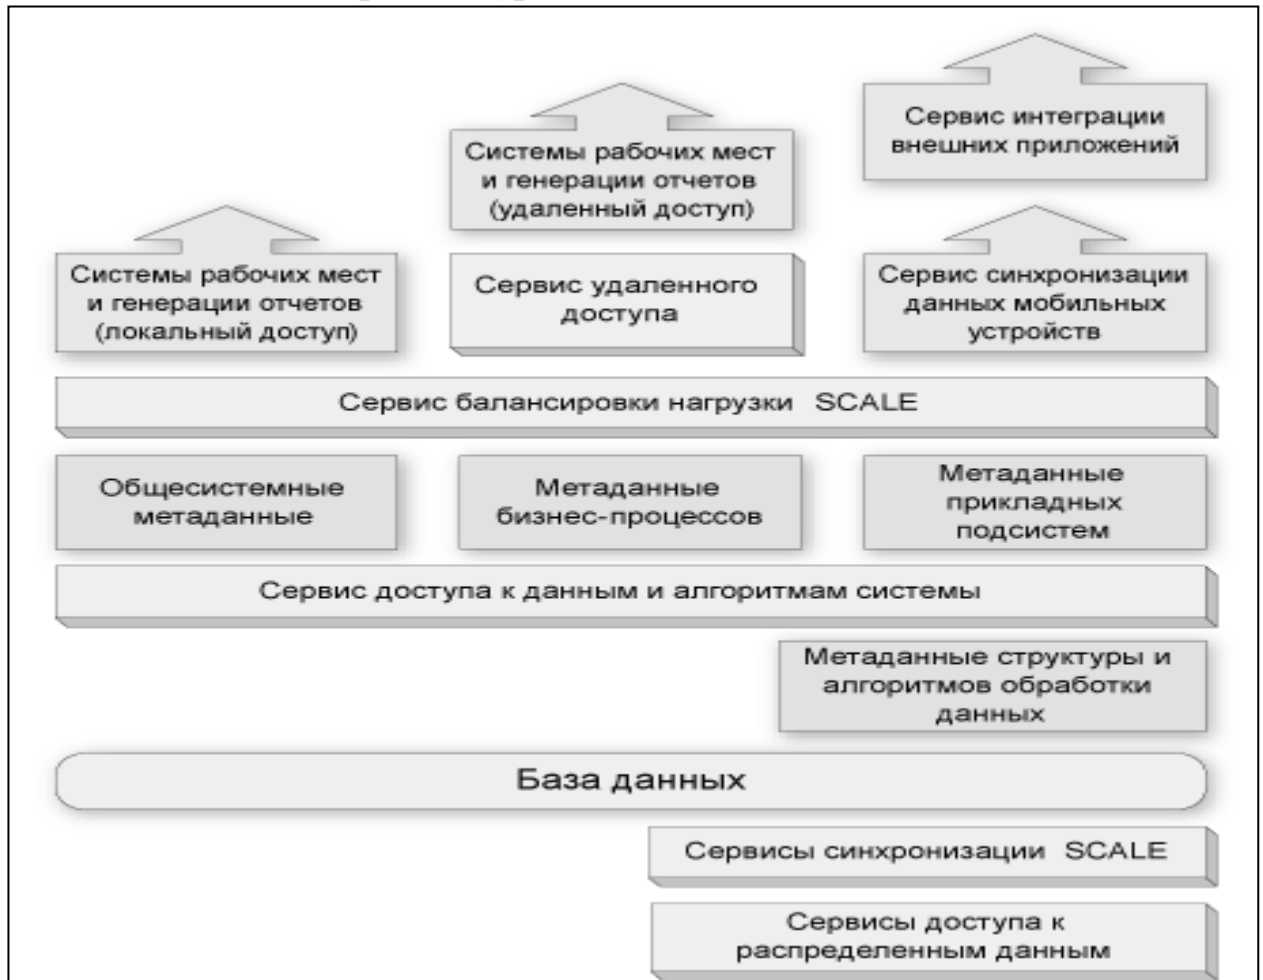 Сервис интеграции
внешних приложений
Системы рабочих мест
и генерации отчетов
(удаленный доступ)
Системы рабочих мест
и генерации отчетов
(локальный доступ)
Сервис удаленного
доступа
Сервис синхронизации
данных мобильных
устройств
Сервис балансировки нагрузки SCALE
Общесистемные
метаданные
Метаданные
бизнес-процессов
Метаданные
прикладных
подсистем
Сервис доступа к данным и алгоритмам системы
Метаданные структуры и
алгоритмов обработки
данных
База данных
Сервисы синхронизации SCALE
Сервисы доступа к
распределенным данным